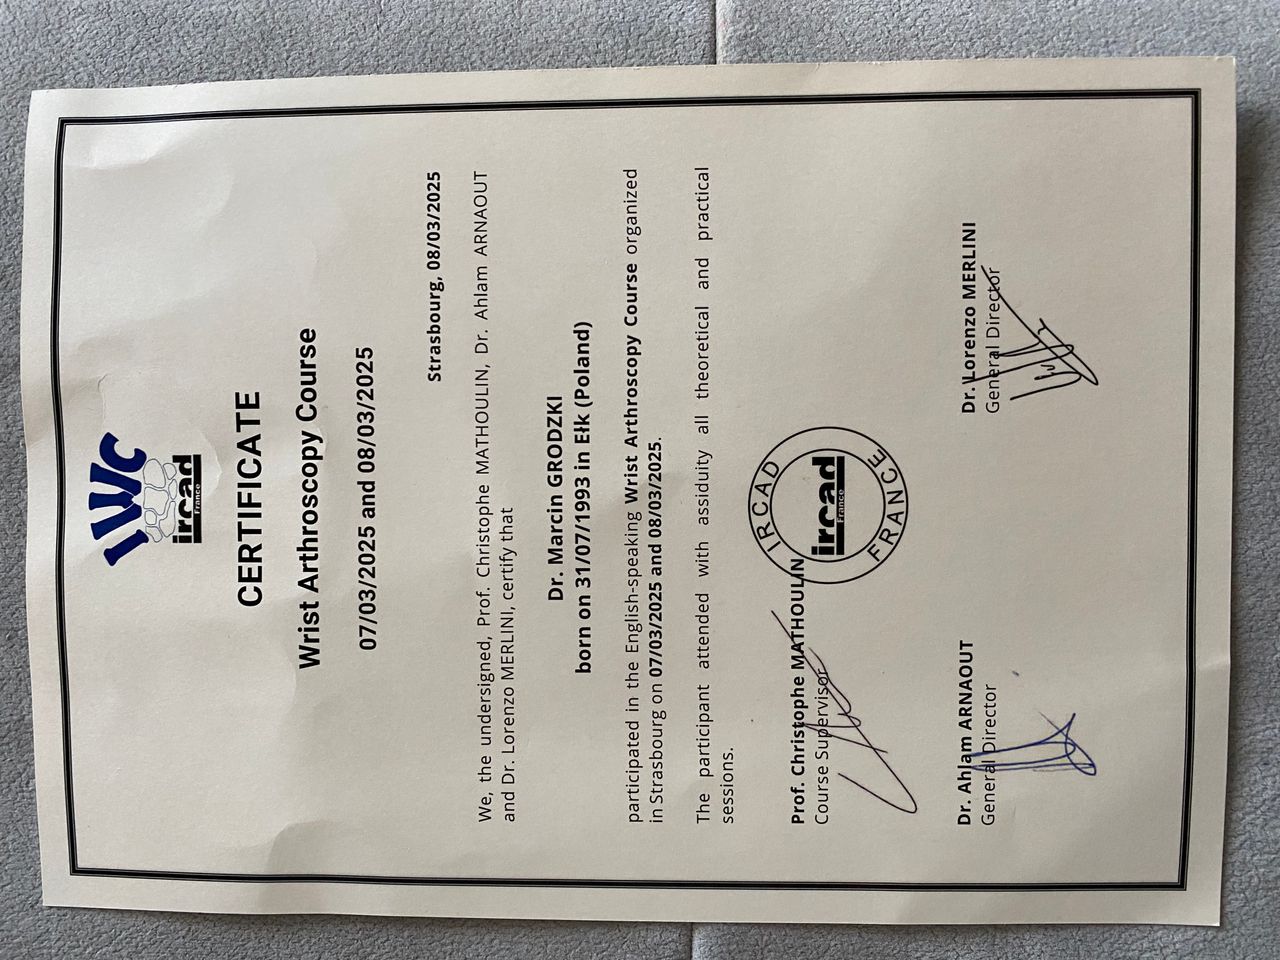 IWC
ircad
France
CERTIFICATE
Wrist Arthroscopy Course
07/03/2025 and 08/03/2025
Strasbourg, 08/03/2025
We, the undersigned, Prof. Christophe MATHOULIN, Dr. Ahlam ARNAOUT
and Dr. Lorenzo MERLINI, certify that
Dr. Marcin GRODZKI
born on 31/07/1993 in Ełk (Poland)
participated in the English-speaking Wrist Arthroscopy Course organized
in Strasbourg on 07/03/2025 and 08/03/2025.
The participant attended with assiduity all theoretical and practical
sessions.
Prof. Christophe MATHOULIN
Course Supervisor
IRCAD
ircad
France
FRANCE
Dr. Ahlam ARNAOUT
General Director
Dr. Lorenzo MERLINI
General Director